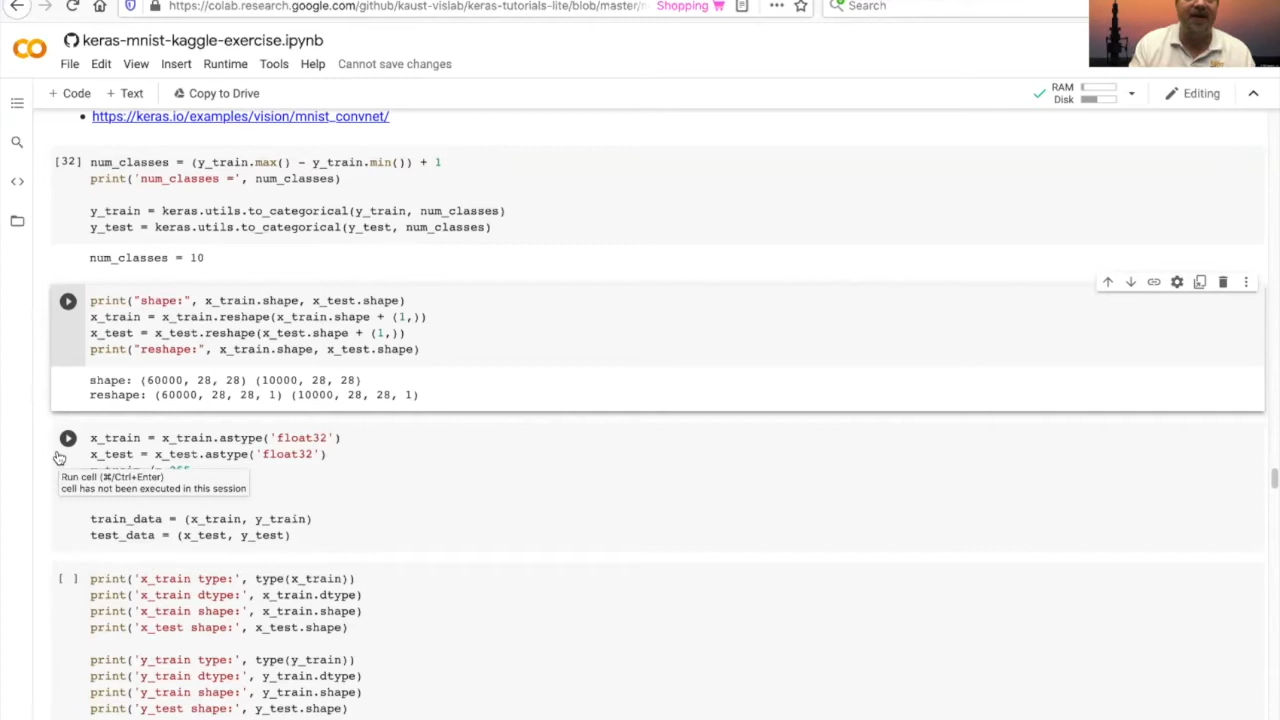 https://colab.research.google.com/github/kaust-vislab/keras-tutorials-lite/blob/master/n
Shopping
Search
keras-mnist-kaggle-exercise.ipynb
File Edit View Insert Runtime Tools Help Cannot save changes
+ Code + Text Copy to Drive
RAM
Disk
Editing
https://keras.io/examples/vision/mnist_convnet/
[32] num_classes = (y_train.max() - y_train.min()) + 1
print('num_classes =', num_classes)
y_train = keras.utils.to_categorical(y_train, num_classes)
y_test = keras.utils.to_categorical(y_test, num_classes)
num_classes = 10
print("shape:", x_train.shape, x_test.shape)
x_train = x_train.reshape(x_train.shape + (1,))
x_test = x_test.reshape(x_test.shape + (1,))
print("reshape:", x_train.shape, x_test.shape)
shape: (60000, 28, 28) (10000, 28, 28)
reshape: (60000, 28, 28, 1) (10000, 28, 28, 1)
x_train = x_train.astype('float32')
x_test = x_test.astype('float32')
Run cell (⌘/Ctrl+Enter)
cell has not been executed in this session
train_data = (x_train, y_train)
test_data = (x_test, y_test)
[ ] print('x_train type:', type(x_train))
print('x_train dtype:', x_train.dtype)
print('x_train shape:', x_train.shape)
print('x_test shape:', x_test.shape)
print('y_train type:', type(y_train))
print('y_train dtype:', y_train.dtype)
print('y_train shape:', y_train.shape)
print('y_test shape:', y_test.shape)